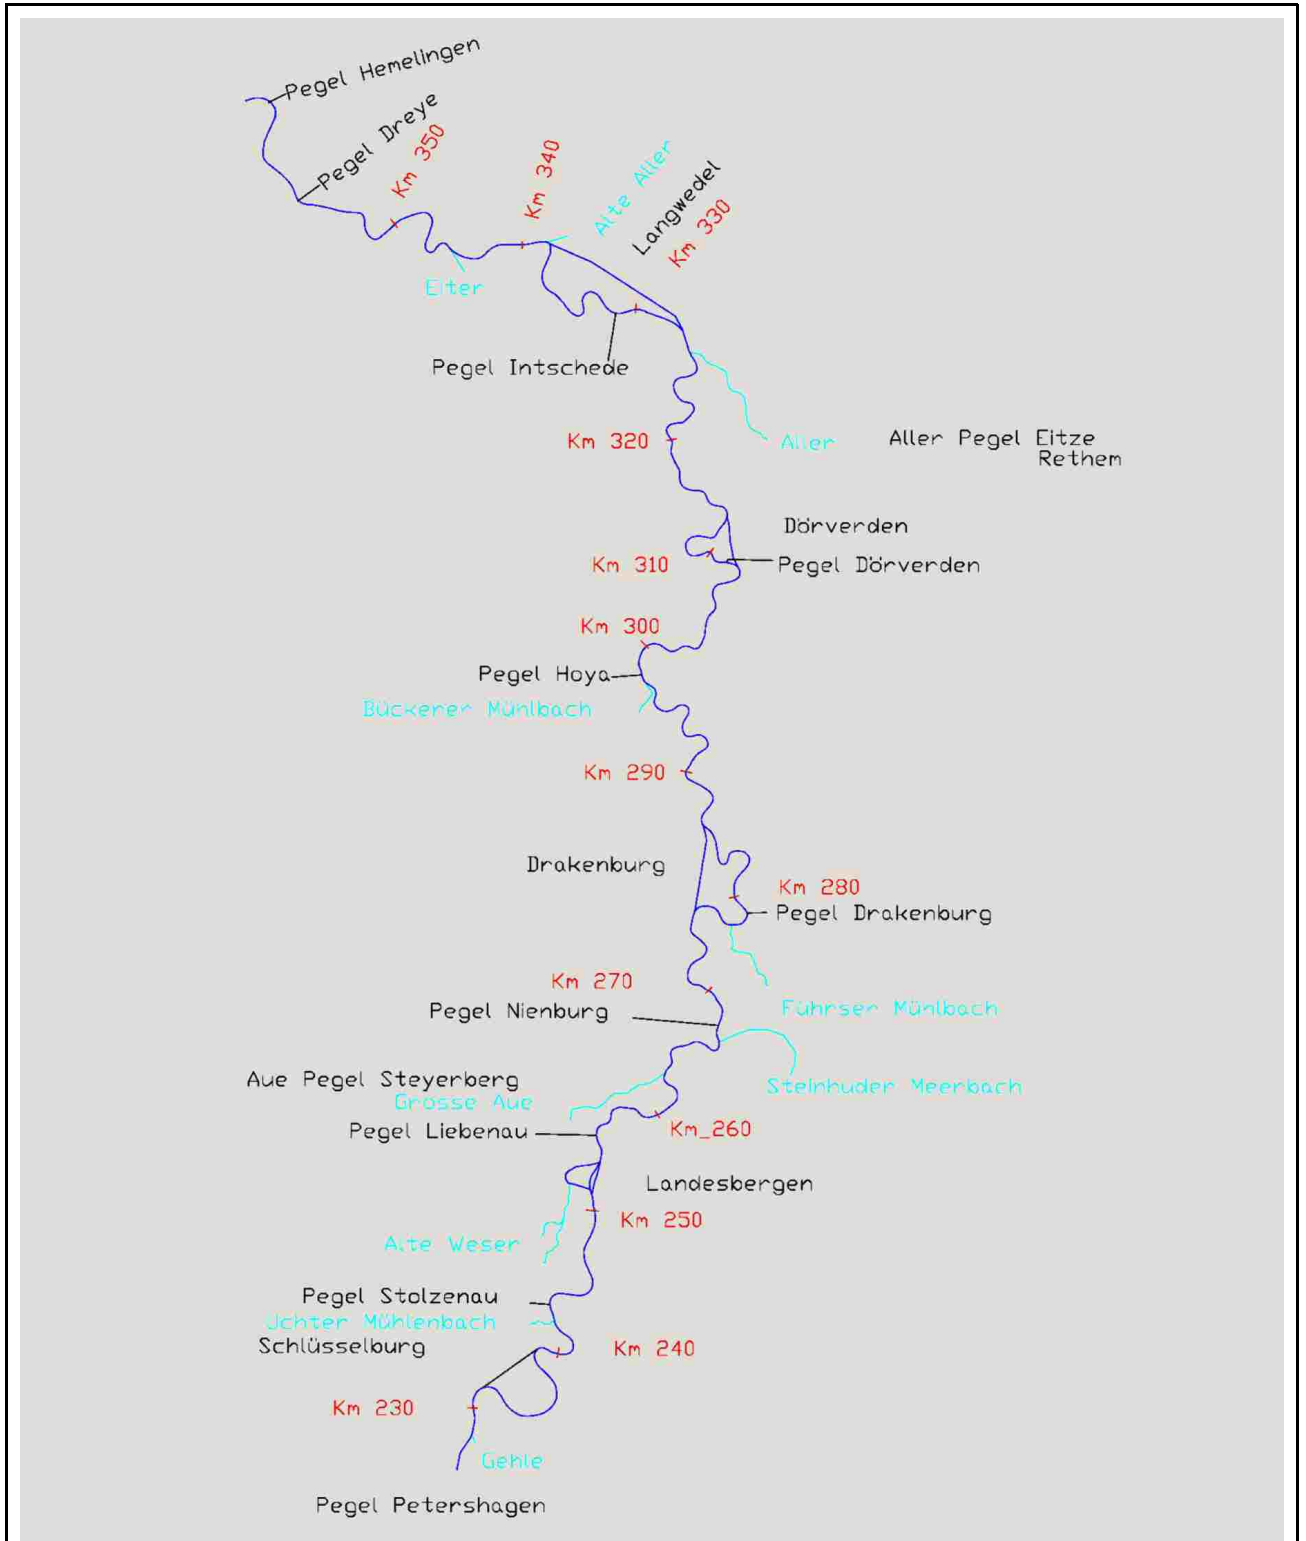 Pegel Hemelingen
Pegel Dreye
Km 350
Km 340
Alte Aller
Langwedel
Km 330
Eiter
Pegel Intschede
Km 320
Aller
Aller Pegel Eitze
Rethem
Dörverden
Km 310
Pegel Dörverden
Km 300
Pegel Hoya
Bückener Mühlbach
Km 290
Drakenburg
Km 280
Pegel Drakenburg
Km 270
Pegel Nienburg
Führser Mühlbach
Aue Pegel Steyerberg
Steinhuder Meerbach
Grosse Aue
Km_260
Pegel Liebenau
Landesbergen
Km 250
Alte Weser
Pegel Stolzenau
Jchter Mühlenbach
Schlüsselburg
Km 240
Km 230
Gehle
Pegel Petershagen